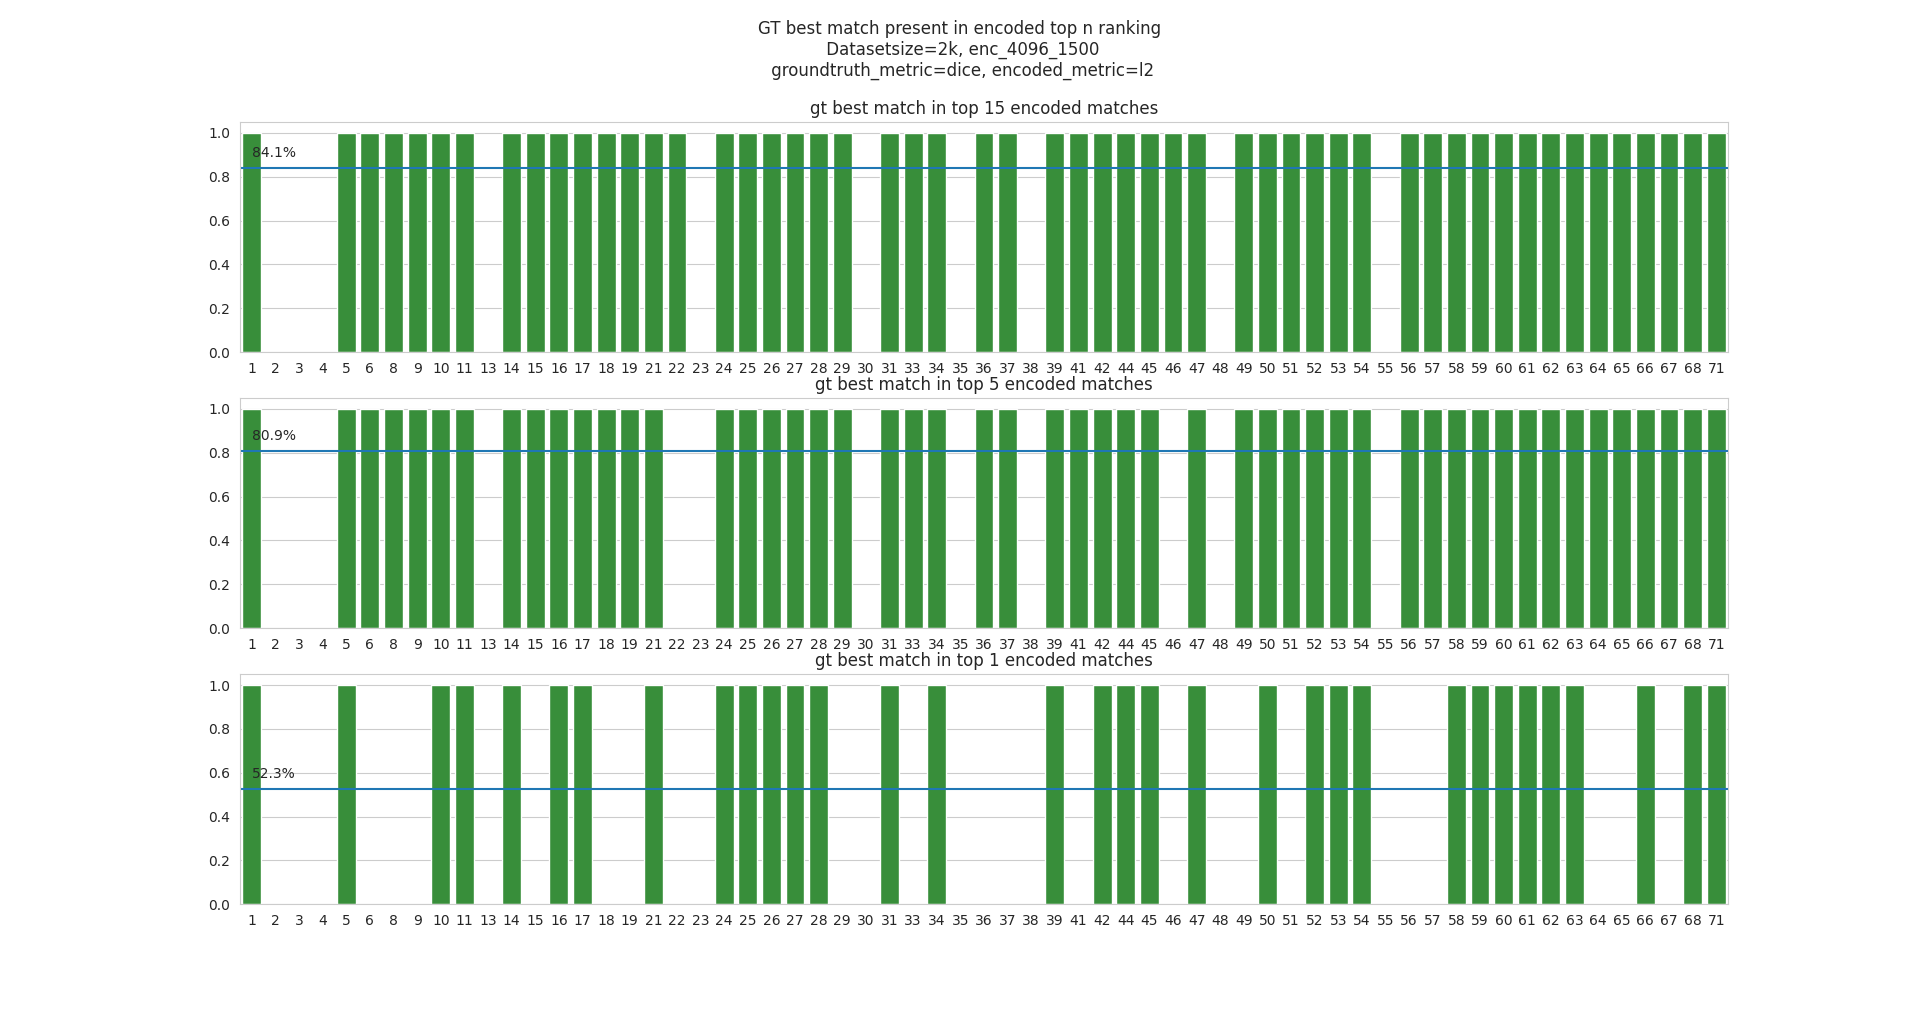 GT best match present in encoded top n ranking
Datasetsize=2k, enc_4096_1500
groundtruth_metric=dice, encoded_metric=l2
gt best match in top 15 encoded matches
1.0
84.1%
0.8
0.6
0.4
0.2
0.0
1 2 3 4 5 6 8 9 10 11 13 14 15 16 17 18 19 21 22 23 24 25 26 27 28 29 30 31 33 34 35 36 37 38 39 41 42 44 45 46 47 48 49 50 51 52 53 54 55 56 57 58 59 60 61 62 63 64 65 66 67 68 71
gt best match in top 5 encoded matches
1.0
80.9%
0.8
0.6
0.4
0.2
0.0
1 2 3 4 5 6 8 9 10 11 13 14 15 16 17 18 19 21 22 23 24 25 26 27 28 29 30 31 33 34 35 36 37 38 39 41 42 44 45 46 47 48 49 50 51 52 53 54 55 56 57 58 59 60 61 62 63 64 65 66 67 68 71
gt best match in top 1 encoded matches
1.0
0.8
0.6
52.3%
0.4
0.2
0.0
1 2 3 4 5 6 8 9 10 11 13 14 15 16 17 18 19 21 22 23 24 25 26 27 28 29 30 31 33 34 35 36 37 38 39 41 42 44 45 46 47 48 49 50 51 52 53 54 55 56 57 58 59 60 61 62 63 64 65 66 67 68 71